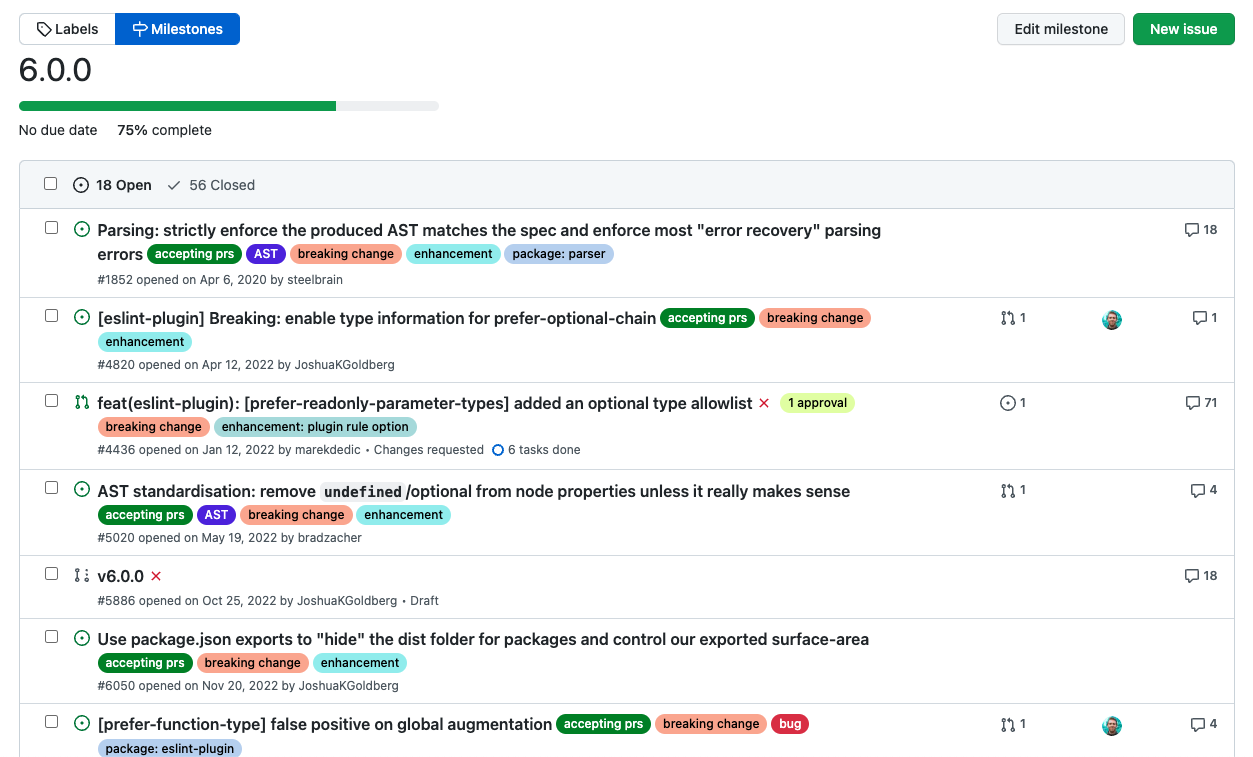 Labels Milestones Edit milestone New issue
6.0.0
No due date 75% complete
18 Open 56 Closed
Parsing: strictly enforce the produced AST matches the spec and enforce most "error recovery" parsing 18
errors accepting prs AST breaking change enhancement package: parser
#1852 opened on Apr 6, 2020 by steelbrain
[eslint-plugin] Breaking: enable type information for prefer-optional-chain accepting prs breaking change 1 1
enhancement
#4820 opened on Apr 12, 2022 by JoshuaKGoldberg
feat(eslint-plugin): [prefer-readonly-parameter-types] added an optional type allowlist 1 approval 1 71
breaking change enhancement: plugin rule option
#4436 opened on Jan 12, 2022 by marekdedic • Changes requested 6 tasks done
AST standardisation: remove undefined/optional from node properties unless it really makes sense 1 4
accepting prs AST breaking change enhancement
#5020 opened on May 19, 2022 by bradzacher
v6.0.0 18
#5886 opened on Oct 25, 2022 by JoshuaKGoldberg • Draft
Use package.json exports to "hide" the dist folder for packages and control our exported surface-area
accepting prs breaking change enhancement
#6050 opened on Nov 20, 2022 by JoshuaKGoldberg
[prefer-function-type] false positive on global augmentation accepting prs breaking change bug 1 4
package: eslint-plugin